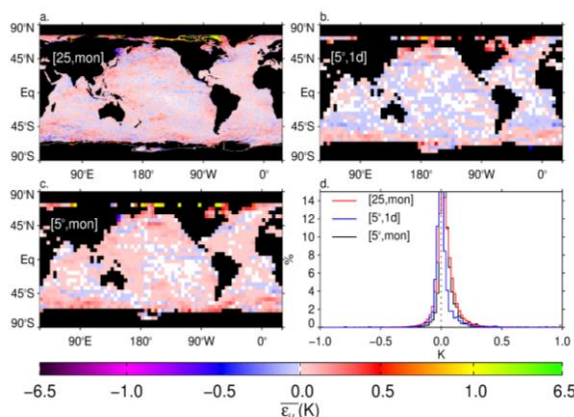 a.
90°N
45°N
Eq
45°S
90°S
[25,mon]
90°E 180° 90°W 0°
b.
90°N
45°N
Eq
45°S
90°S
[5°,1d]
90°E 180° 90°W 0°
c.
90°N
45°N
Eq
45°S
90°S
[5°,mon]
90°E 180° 90°W 0°
d.
[25,mon]
[5°,1d]
[5°,mon]
%
14
12
10
8
6
4
2
0
-1.0 -0.5 0.0 0.5 1.0
K
-6.5 -1.0 -0.5 0.0 0.5 1.0 6.5
(K)